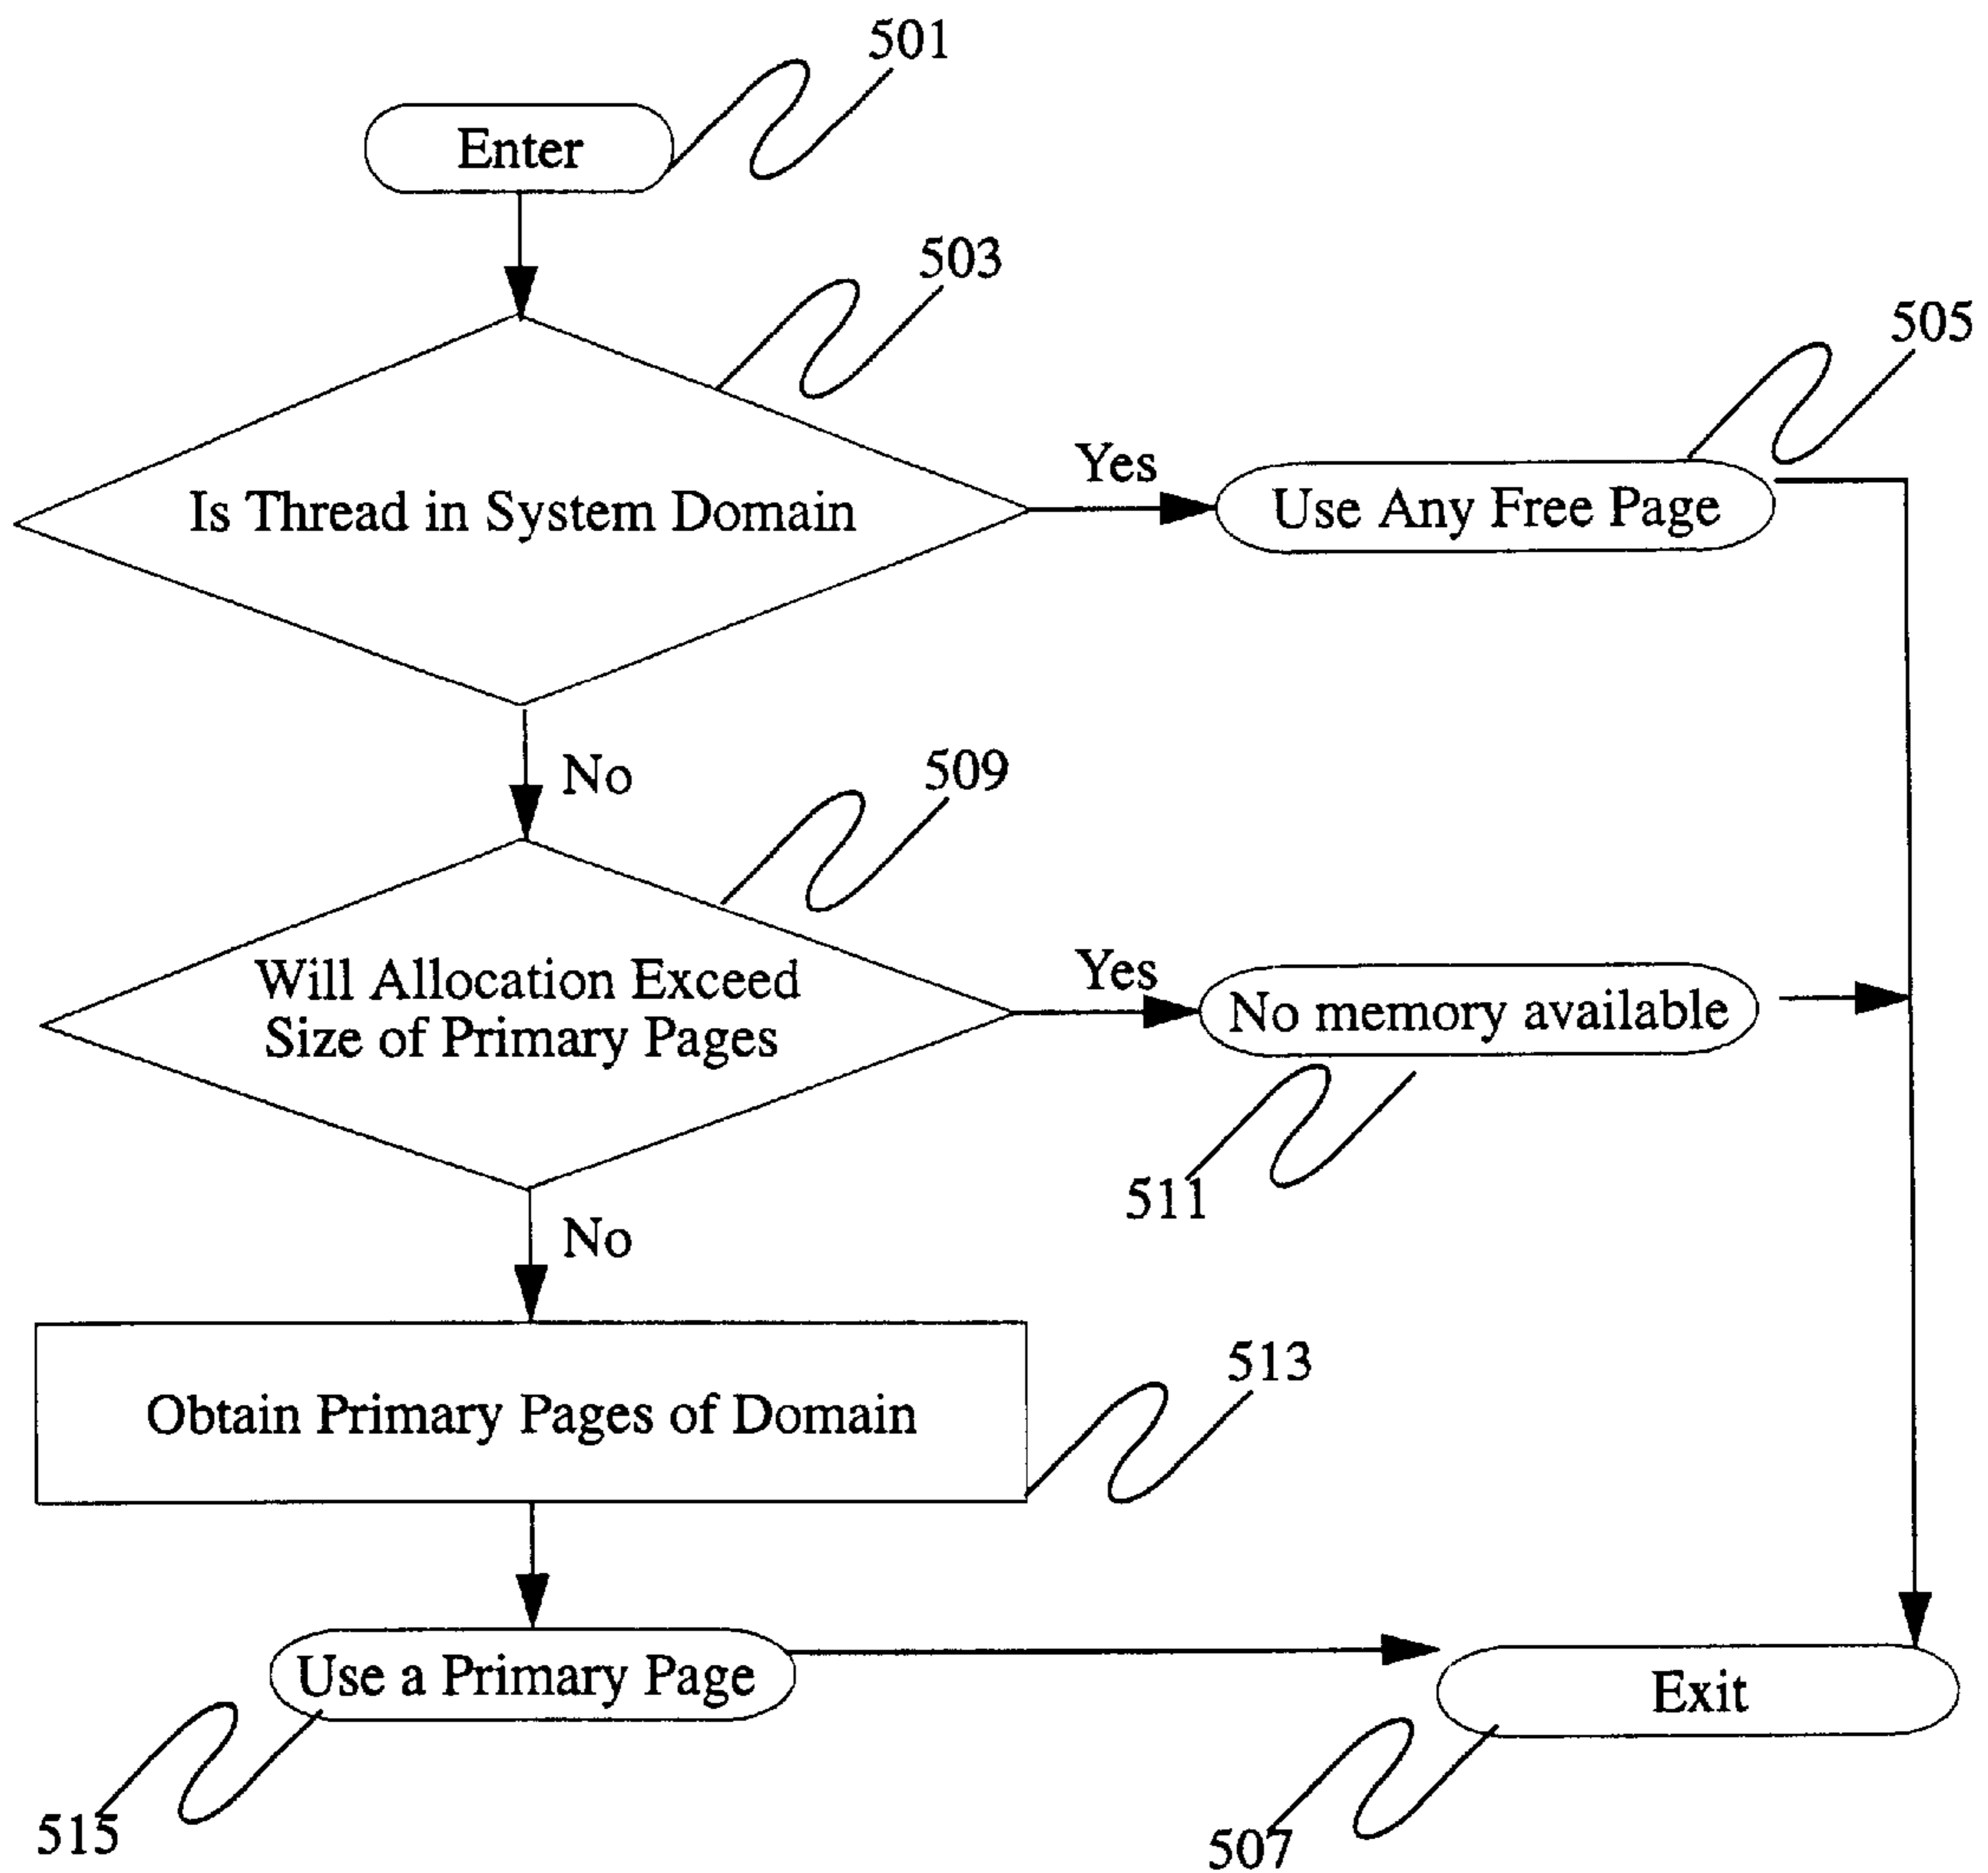 501
Enter
503
505
Is Thread in System Domain
Yes
Use Any Free Page
No
509
Will Allocation Exceed
Size of Primary Pages
Yes
No memory available
511
No
513
Obtain Primary Pages of Domain
Use a Primary Page
Exit
515
507